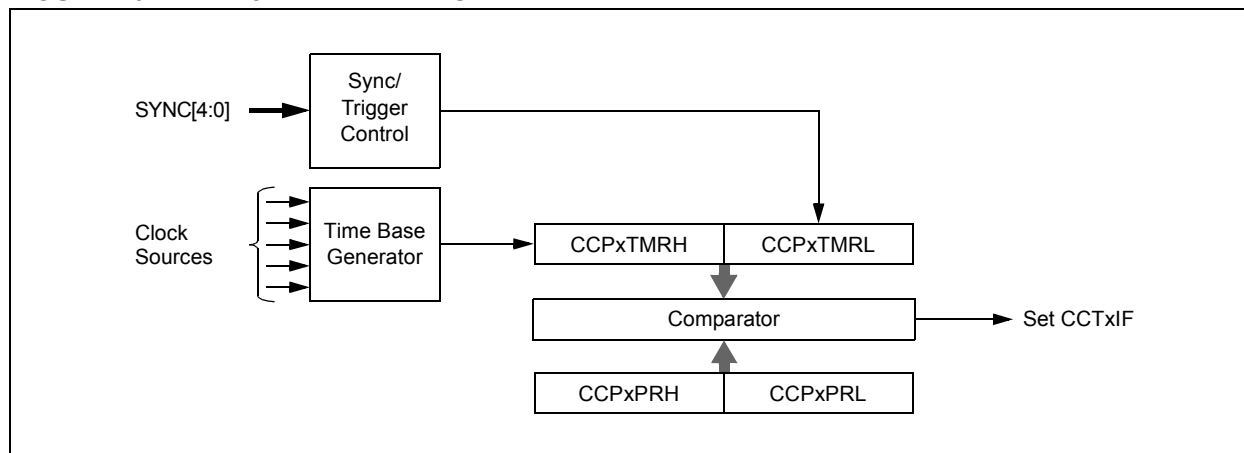 SYNC[4:0]
Sync/
Trigger
Control
Clock
Sources
Time Base
Generator
CCPxTMRH
CCPxTMRL
Comparator
Set CCTxIF
CCPxPRH
CCPxPRL